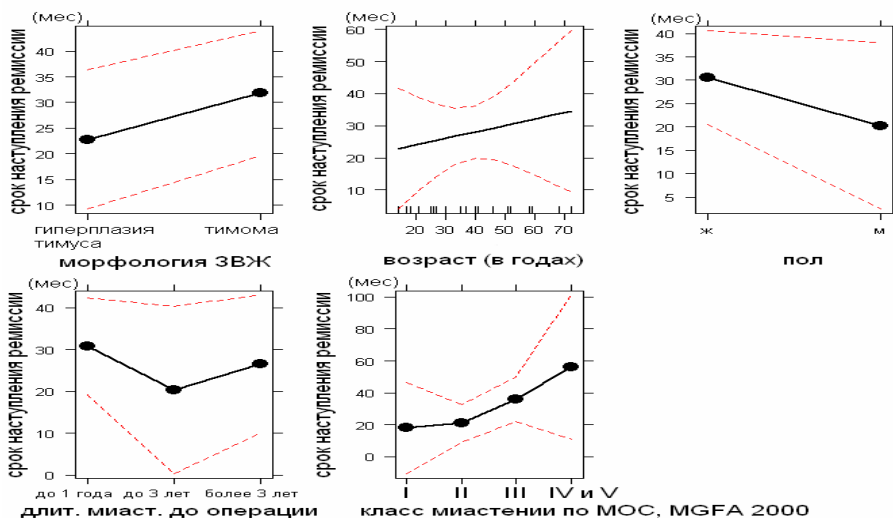 (мес)
срок наступления ремиссии
40
35
30
25
20
15
10
гиперплазия
тимуса
тимома
морфология ЗВЖ
(мес)
срок наступления ремиссии
60
50
40
30
20
10
20 30 40 50 60 70
возраст (в годах)
(мес)
срок наступления ремиссии
40
35
30
25
20
15
10
5
ж м
пол
(мес)
срок наступления ремиссии
40
30
20
10
0
до 1 года до 3 лет более 3 лет
длит. миаст. до операции
(мес)
срок наступления ремиссии
100
80
60
40
20
0
I II III IV и V
класс миастении по МОС, MGFA 2000